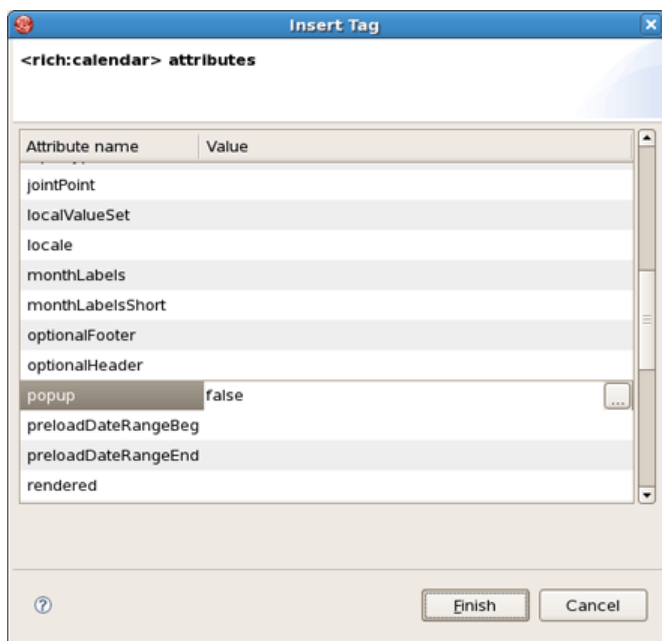 Insert Tag
<rich:calendar> attributes
Attribute name Value
jointPoint
localValueSet
locale
monthLabels
monthLabelsShort
optionalFooter
optionalHeader
popup false ...
preloadDateRangeBeg
preloadDateRangeEnd
rendered
Finish Cancel